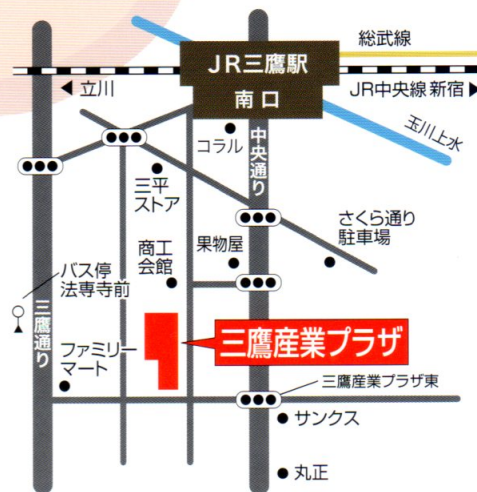 総武線
JR三鷹駅
南口
◀ 立川
JR中央線 新宿 ▶
玉川上水
コラル
中央通り
三平
ストア
さくら通り
駐車場
商工
会館
果物屋
バス停
法専寺前
三鷹通り
三鷹産業プラザ
ファミリー
マート
三鷹産業プラザ東
サンクス
丸正